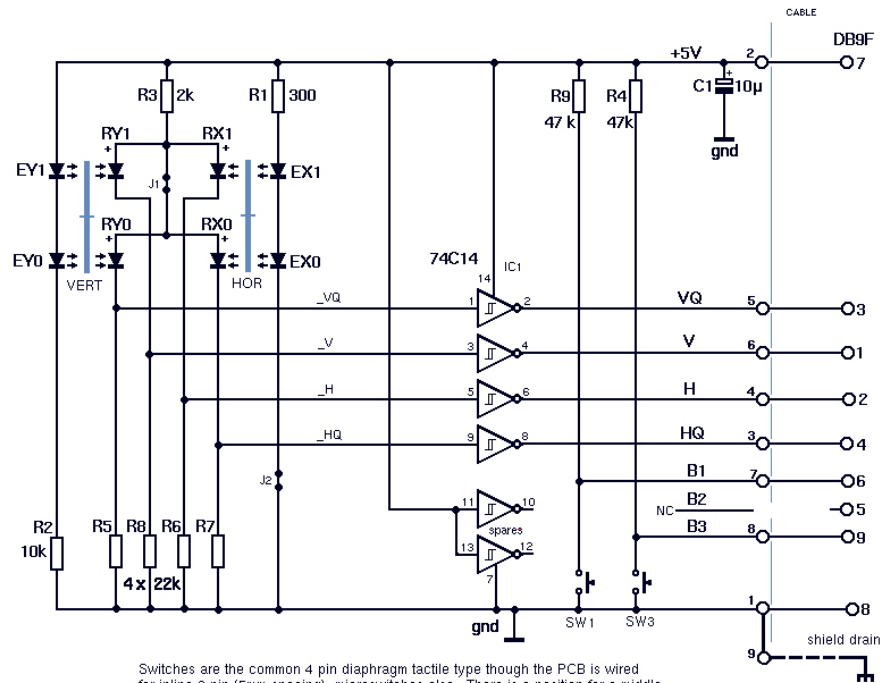 CABLE
DB9F
+5V 2 7
R3 2k R1 300 R9 47 k R4 47k C1 + 10µ
gnd
RY1 + RX1 +
EY1 J1 EX1
RY0 + RX0 +
EY0 VERT HOR EX0
74C14 IC1
14
1 2
_VQ VQ 5 3
3 4
_V V 6 1
5 6
_H H 4 2
9 8
_HQ HQ 3 4
J2 B1 7 6
11 10 NC B2 5
spares
B3 8 9
13 12
7
R2 10k R5 R8 R6 R7
4 x 22k
gnd SW1 SW3 1 8
shield drain
9
Switches are the common 4 pin diaphragm tactile type though the PCB is wired